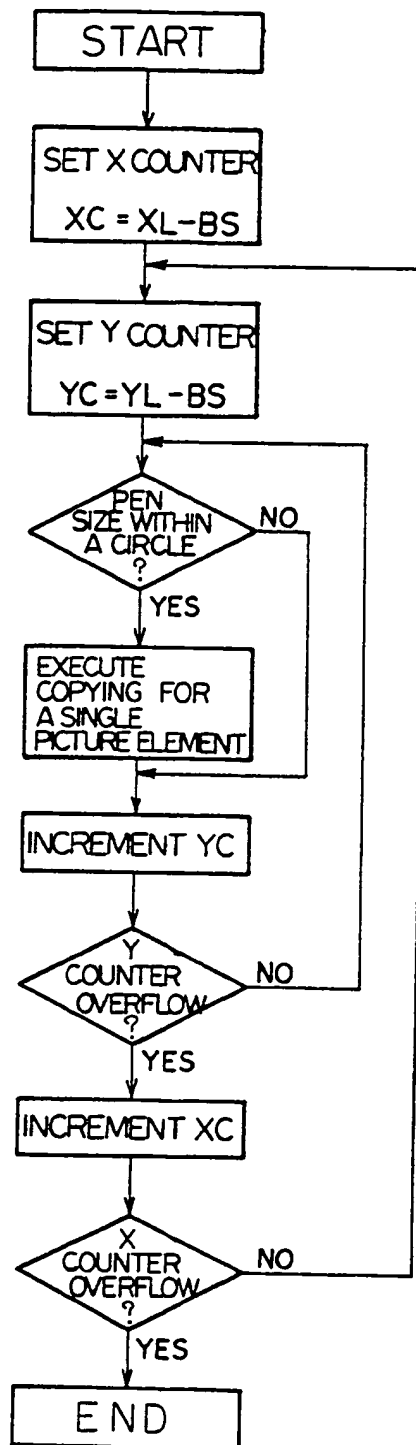 START
SET X COUNTER
XC = XL-BS
SET Y COUNTER
YC = YL-BS
PEN
SIZE WITHIN
A CIRCLE
?
NO
YES
EXECUTE
COPYING FOR
A SINGLE
PICTURE ELEMENT
INCREMENT YC
Y
COUNTER
OVERFLOW
?
NO
YES
INCREMENT XC
X
COUNTER
OVERFLOW
?
NO
YES
END